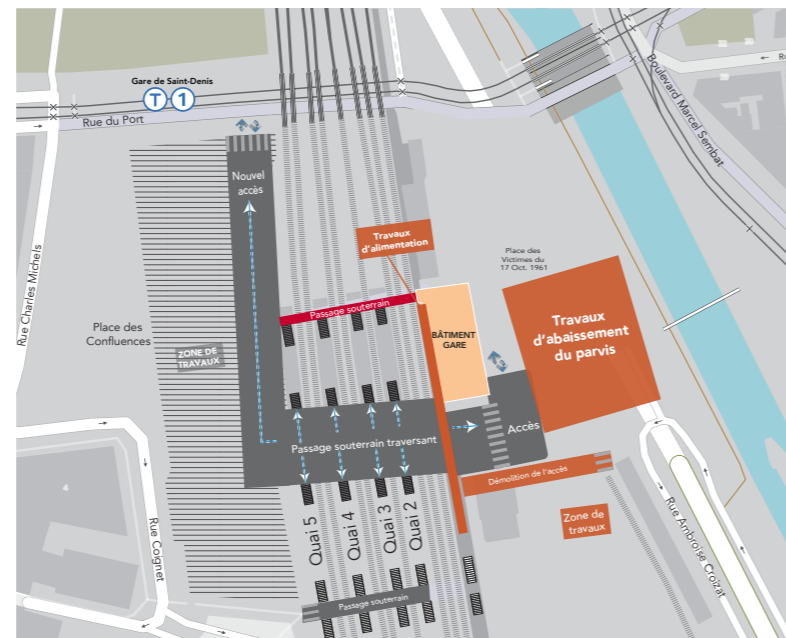 Gare de Saint-Denis
T 1
Rue du Port
Boulevard Marcel Sembat
Nouvel
accès
Travaux
d'alimentation
Place des
Victimes du
17 Oct. 1961
Rue Charles Michels
Passage souterrain
Place des
Confluences
ZONE DE
TRAVAUX
BÂTIMENT
GARE
Travaux
d'abaissement
du parvis
Passage souterrain traversant
Accès
Démolition de l'accès
Zone de
travaux
Quai 5
Quai 4
Quai 3
Quai 2
Rue Coignet
Rue Ambroise Croizat
Passage souterrain
4